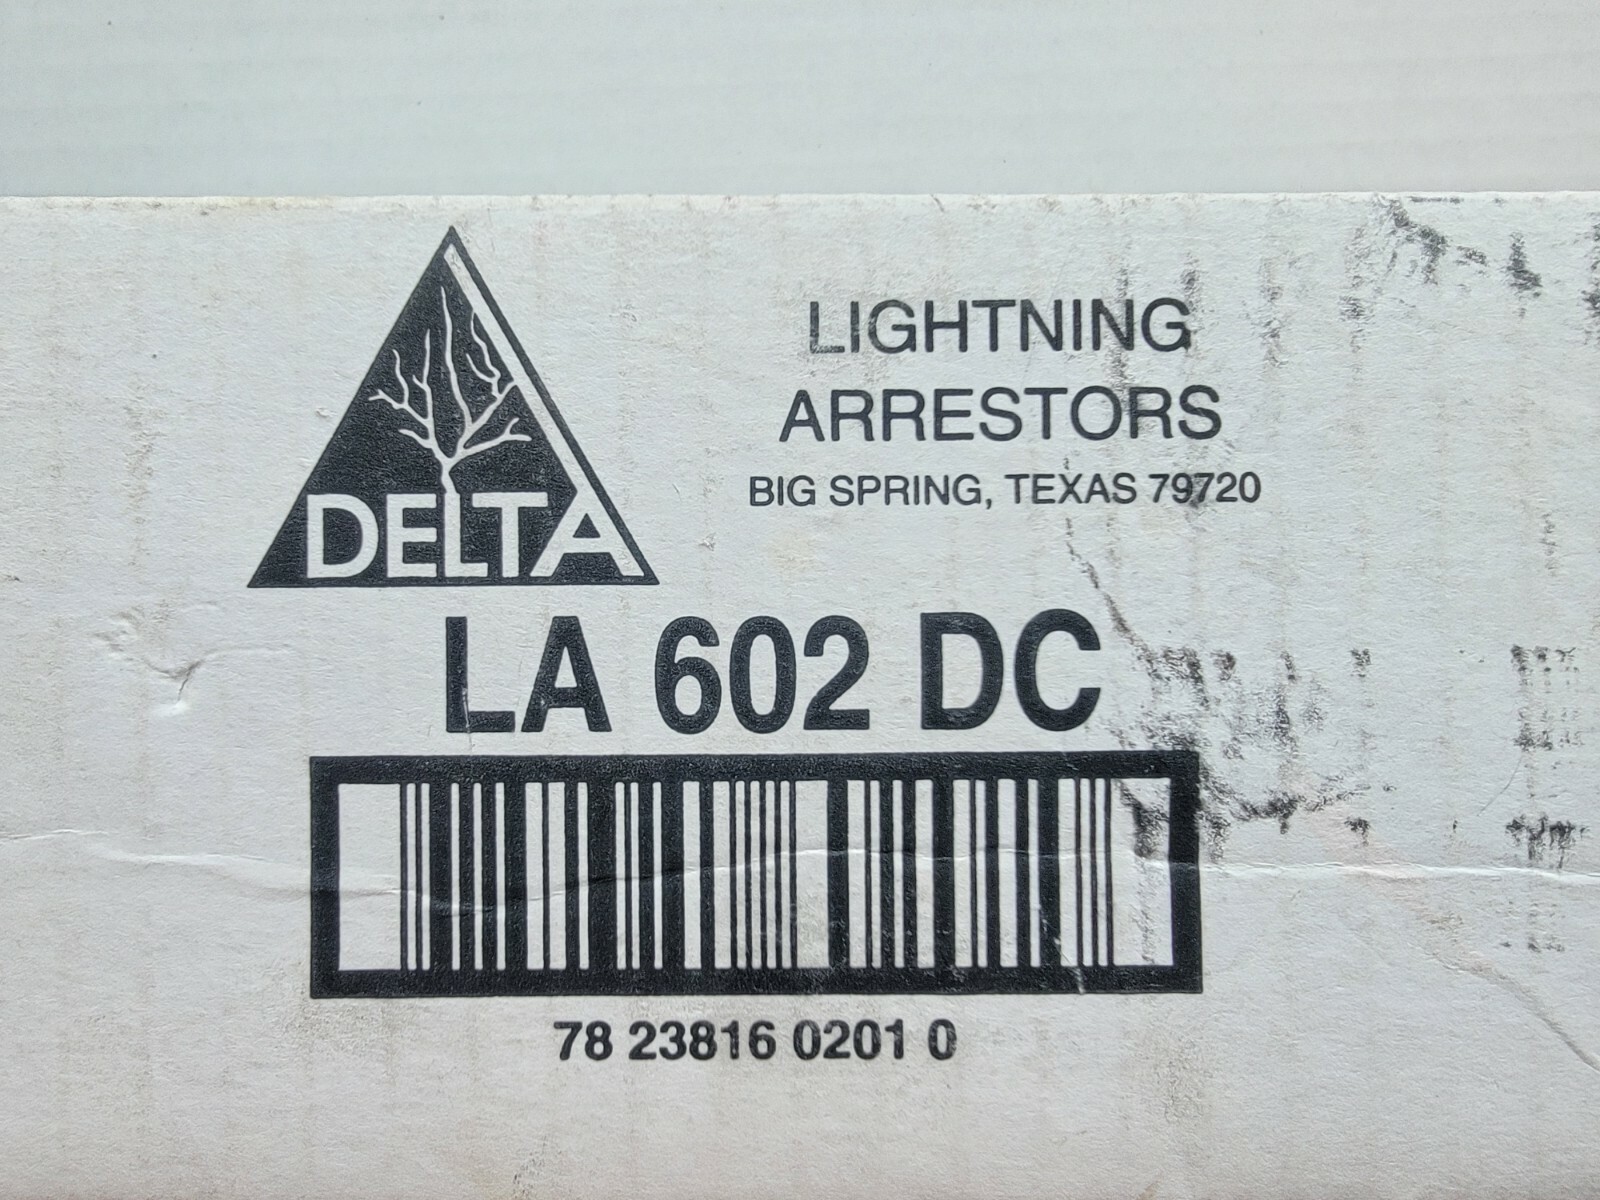 DELTA
LIGHTNING
ARRESTORS
BIG SPRING, TEXAS 79720
LA 602 DC
78 23816 0201 0